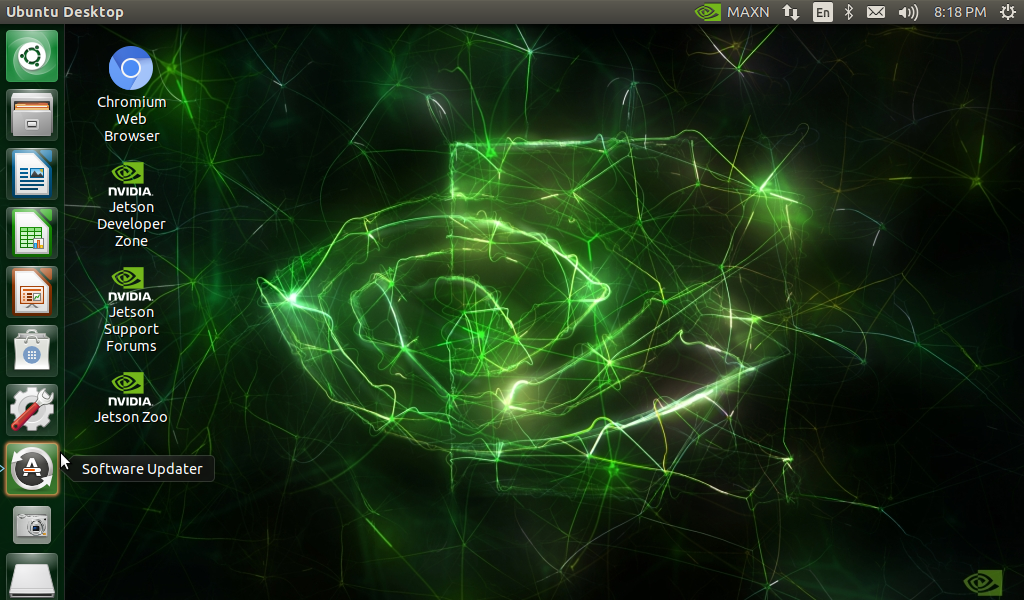 Ubuntu Desktop
MAXN
En
8:18 PM
Chromium
Web
Browser
NVIDIA.
Jetson
Developer
Zone
NVIDIA.
Jetson
Support
Forums
NVIDIA.
Jetson Zoo
A
Software Updater